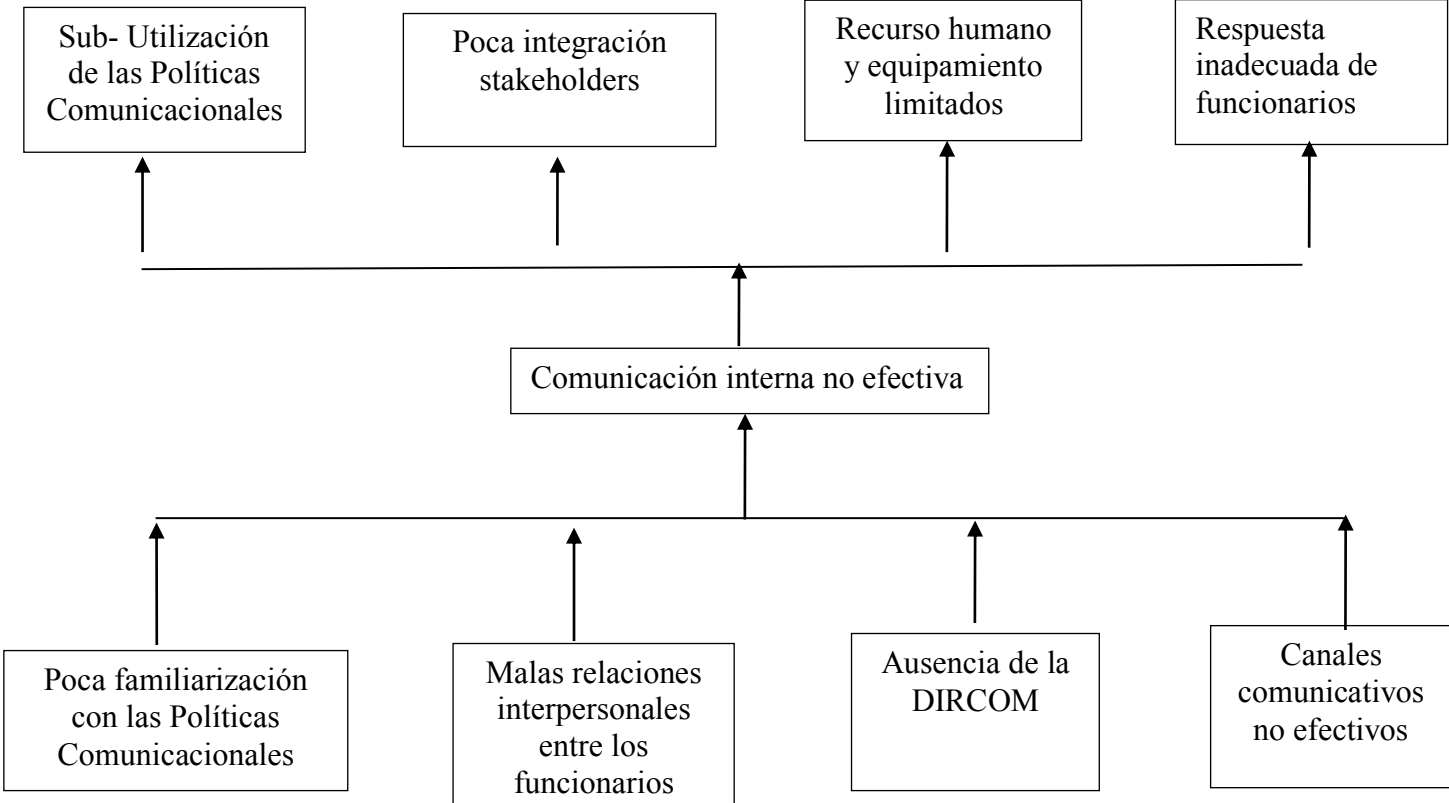 Sub- Utilización
de las Políticas
Comunicacionales
Poca integración
stakeholders
Recurso humano
y equipamiento
limitados
Respuesta
inadecuada de
funcionarios
Comunicación interna no efectiva
Poca familiarización
con las Políticas
Comunicacionales
Malas relaciones
interpersonales
entre los
funcionarios
Ausencia de la
DIRCOM
Canales
comunicativos
no efectivos